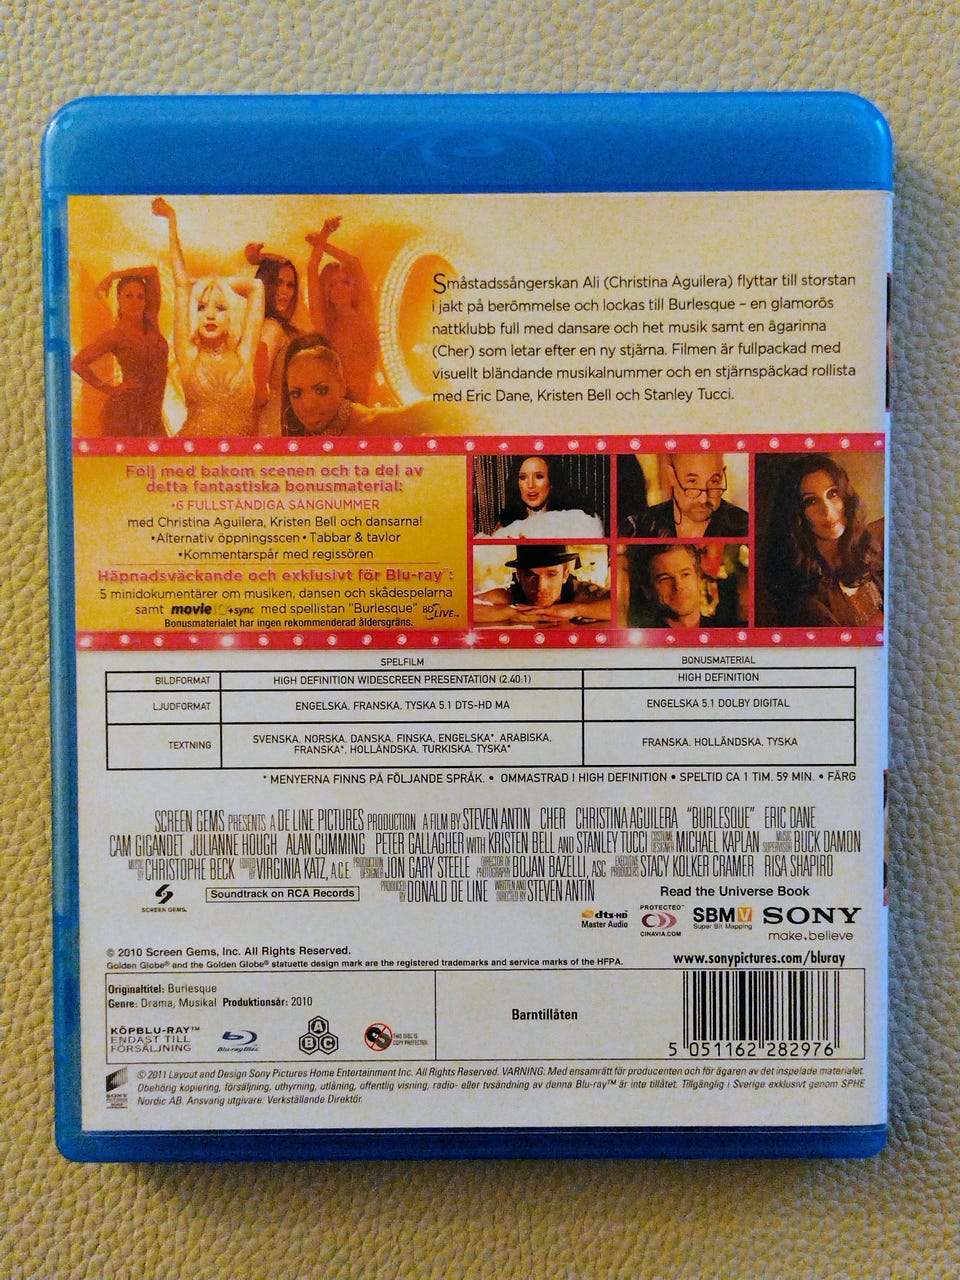 Småstadssångerskan Ali (Christina Aguilera) flyttar till storstan
i jakt på berömmelse och lockas till Burlesque – en glamorös
nattklubb full med dansare och het musik samt en ägarinna
(Cher) som letar efter en ny stjärna. Filmen är fullpackad med
visuellt bländande musikalnummer och en stjärnspäckad rollista
med Eric Dane, Kristen Bell och Stanley Tucci.
Följ med bakom scenen och ta del av
detta fantastiska bonusmaterial:
•6 FULLSTÄNDIGA SÅNGNUMMER
med Christina Aguilera, Kristen Bell och dansarna!
•Alternativ öppningsscen • Tabbar & tavlor
•Kommentarspår med regissören
Häpnadsväckande och exklusivt för Blu-ray™:
5 minidokumentärer om musiken, dansen och skådespelarna
samt movieIQ+sync med spellistan "Burlesque" BD LIVE™
Bonusmaterialet har ingen rekommenderad åldersgräns.
SPELFILM BONUSMATERIAL
BILDFORMAT HIGH DEFINITION WIDESCREEN PRESENTATION (2.40:1) HIGH DEFINITION
LJUDFORMAT ENGELSKA, FRANSKA, TYSKA 5.1 DTS-HD MA ENGELSKA 5.1 DOLBY DIGITAL
TEXTNING SVENSKA, NORSKA, DANSKA, FINSKA, ENGELSKA*, ARABISKA,
FRANSKA*, HOLLÄNDSKA, TURKISKA, TYSKA* FRANSKA, HOLLÄNDSKA, TYSKA
* MENYERNA FINNS PÅ FÖLJANDE SPRÅK. • OMMASTRAD I HIGH DEFINITION • SPELTID CA 1 TIM. 59 MIN. • FÄRG
SCREEN GEMS PRESENTS A DE LINE PICTURES PRODUCTION A FILM BY STEVEN ANTIN CHER CHRISTINA AGUILERA "BURLESQUE" ERIC DANE
CAM GIGANDET JULIANNE HOUGH ALAN CUMMING PETER GALLAGHER WITH KRISTEN BELL AND STANLEY TUCCI COSTUME DESIGNER MICHAEL KAPLAN MUSIC SUPERVISOR BUCK DAMON
MUSIC BY CHRISTOPHE BECK EDITED BY VIRGINIA KATZ, A.C.E. PRODUCTION DESIGNER JON GARY STEELE DIRECTOR OF PHOTOGRAPHY BOJAN BAZELLI, ASC EXECUTIVE PRODUCERS STACY KOLKER CRAMER RISA SHAPIRO
PRODUCED BY DONALD DE LINE WRITTEN AND DIRECTED BY STEVEN ANTIN
SCREEN GEMS
Soundtrack on RCA Records
Read the Universe Book
dts-HD Master Audio
PROTECTED™ CINAVIA.COM
SBMV Super Bit Mapping
SONY
make.believe
© 2010 Screen Gems, Inc. All Rights Reserved.
Golden Globe® and the Golden Globe® statuette design mark are the registered trademarks and service marks of the HFPA.
www.sonypictures.com/bluray
Originaltitel: Burlesque
Genre: Drama, Musikal Produktionsår: 2010
KÖPBLU-RAY™
ENDAST TILL
FÖRSÄLJNING
Blu-ray Disc
A B C
THIS DISC IS
COPY PROTECTED
Barntillåten
5 051162 282976
© 2011 Layout and Design Sony Pictures Home Entertainment Inc. All Rights Reserved. VARNING. Med ensamrätt för producenten och för ägaren av det inspelade materialet.
Obehörig kopiering, försäljning, uthyrning, utlåning, offentlig visning, radio- eller tvsändning av denna Blu-ray™ är inte tillåtet. Tillgänglig i Sverige exklusivt genom SPHE
Nordic AB. Ansvarig utgivare: Verkställande Direktör.
SONY
PICTURES